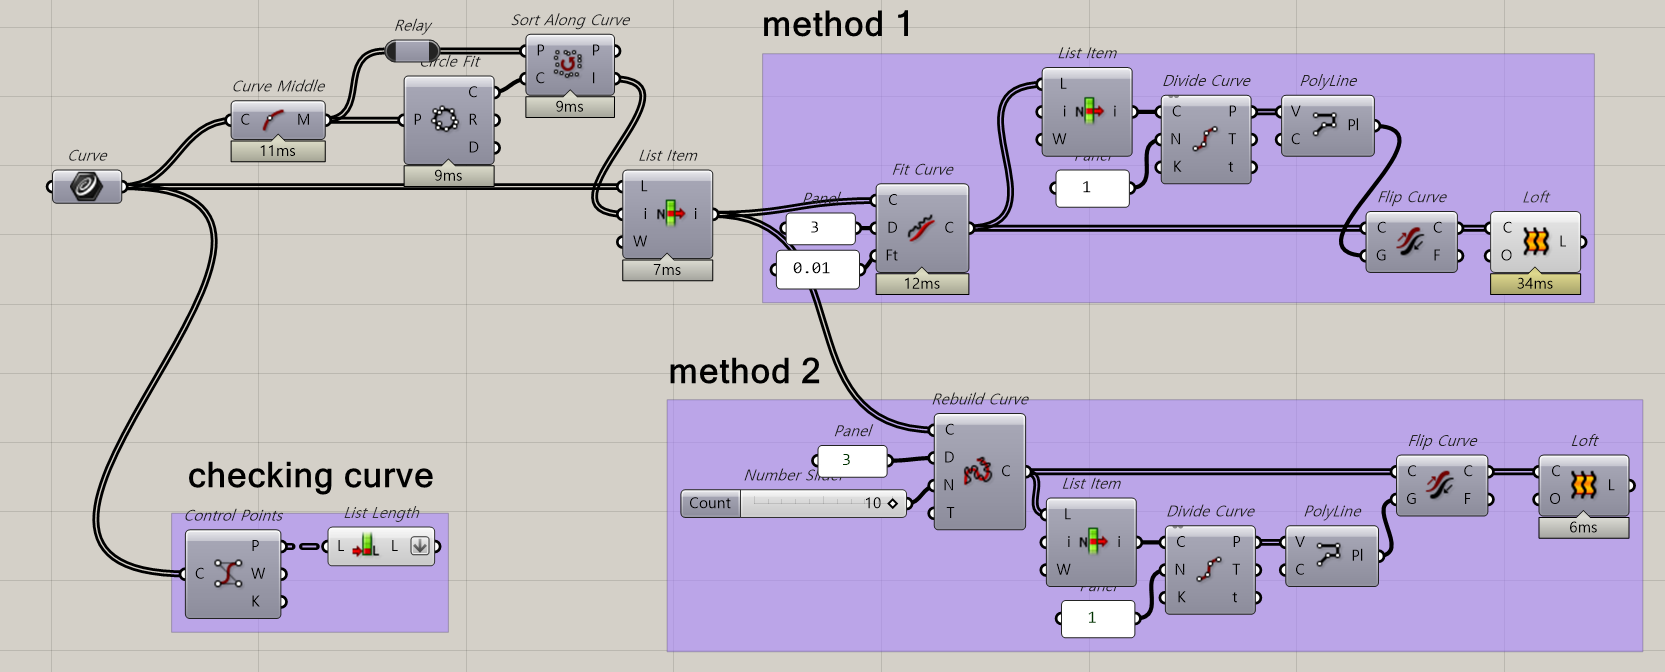 Relay
Sort Along Curve
P P
C I
9ms
Circle Fit
C
P R
D
9ms
Curve Middle
C M
11ms
Curve
List Item
L
i N i
W
7ms
method 1
List Item
L
i N i
W
Divide Curve
C P
N T
K t
PolyLine
V Pl
C
Panel
1
Fit Curve
C
D C
Ft
12ms
Panel
3
0.01
Flip Curve
C C
G F
Loft
C L
O
34ms
method 2
Rebuild Curve
C
D C
N
T
Panel
3
Number Slider
Count 10
List Item
L
i N i
W
Divide Curve
C P
N T
K t
PolyLine
V Pl
C
Panel
1
Flip Curve
C C
G F
Loft
C L
O
6ms
checking curve
Control Points
P
C W
K
List Length
L L L